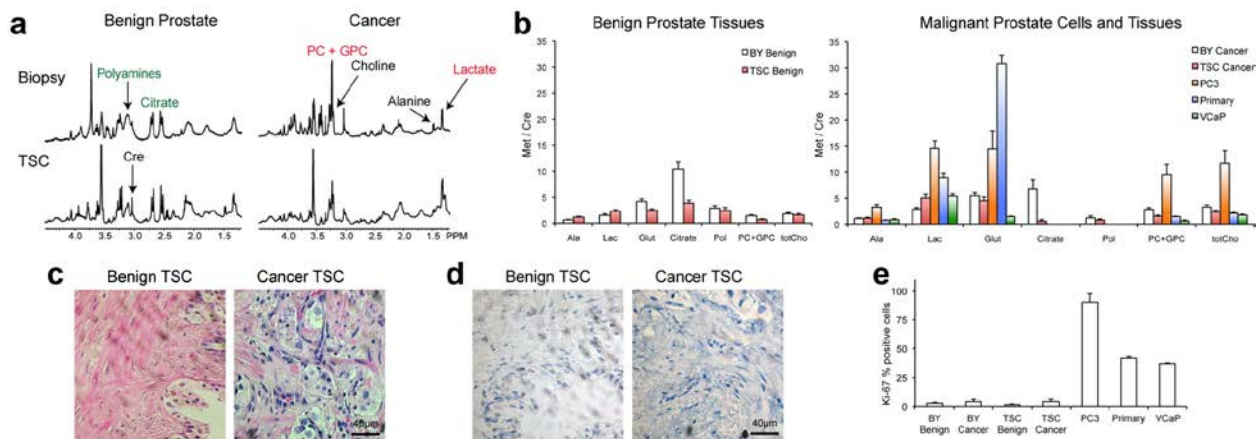 a
Benign Prostate
Cancer
Biopsy
Polyamines
Citrate
PC + GPC
Choline
Alanine
Lactate
TSC
Cre
4.0 3.5 3.0 2.5 2.0 1.5
4.0 3.5 3.0 2.5 2.0 1.5 PPM
b
Benign Prostate Tissues
Met / Cre
35
30
25
20
15
10
5
0
BY Benign
TSC Benign
Ala Lac Glut Citrate Pol PC+GPC totCho
Malignant Prostate Cells and Tissues
Met / Cre
35
30
25
20
15
10
5
0
BY Cancer
TSC Cancer
PC3
Primary
VCaP
Ala Lac Glut Citrate Pol PC+GPC totCho
c
Benign TSC
Cancer TSC
40µm
d
Benign TSC
Cancer TSC
40µm
e
Ki-67 % positive cells
100
75
50
25
0
BY Benign
BY Cancer
TSC Benign
TSC Cancer
PC3
Primary
VCaP